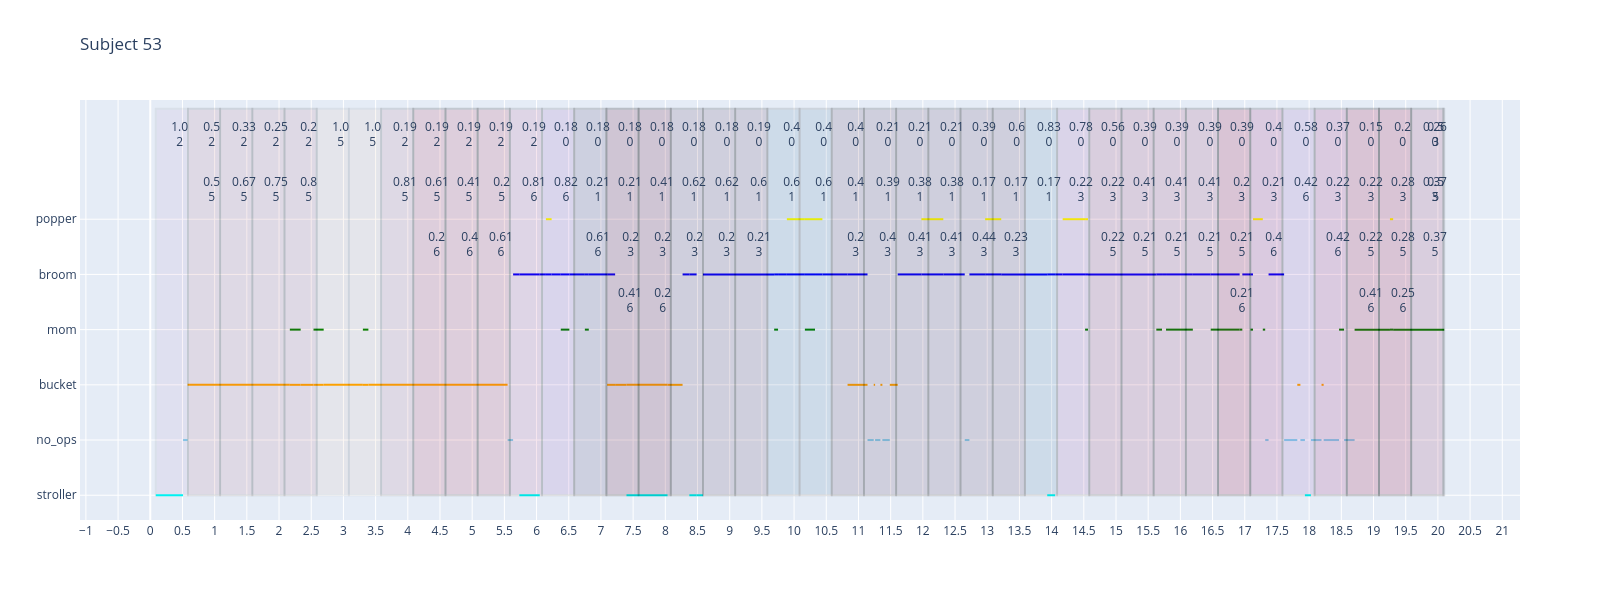 Subject 53
1.0 0.5 0.33 0.25 0.2 1.0 1.0 0.19 0.19 0.19 0.19 0.19 0.18 0.18 0.18 0.18 0.18 0.18 0.19 0.4 0.4 0.4 0.21 0.21 0.21 0.39 0.6 0.83 0.78 0.56 0.39 0.39 0.39 0.39 0.4 0.58 0.37 0.15 0.2
2 2 2 2 2 5 5 2 2 2 2 2 0 0 0 0 0 0 0 0 0 0 0 0 0 0 0 0 3 3 3 3 3 3 3 6 3 3 3
0.5 0.67 0.75 0.8 0.81 0.61 0.41 0.2 0.81 0.82 0.21 0.21 0.41 0.62 0.62 0.6 0.6 0.6 0.4 0.39 0.38 0.38 0.17 0.17 0.17 0.22 0.22 0.41 0.41 0.41 0.2 0.21 0.42 0.22 0.22 0.28
5 5 5 5 5 5 5 5 6 6 1 1 1 1 1 1 1 1 1 1 1 1 1 1 1 3 3 3 3 3 3 3 6 3 3 3
popper
0.2 0.4 0.61 0.61 0.2 0.2 0.2 0.2 0.21 0.2 0.4 0.41 0.41 0.44 0.23 0.22 0.21 0.21 0.21 0.21 0.4 0.42 0.22 0.28 0.37
6 6 6 6 3 3 3 3 3 3 3 3 3 3 3 5 5 5 5 5 6 6 5 5 5
broom
0.41 0.2 0.21 0.41 0.25
6 6 6 6 6
mom
bucket
no_ops
stroller
−1 −0.5 0 0.5 1 1.5 2 2.5 3 3.5 4 4.5 5 5.5 6 6.5 7 7.5 8 8.5 9 9.5 10 10.5 11 11.5 12 12.5 13 13.5 14 14.5 15 15.5 16 16.5 17 17.5 18 18.5 19 19.5 20 20.5 21